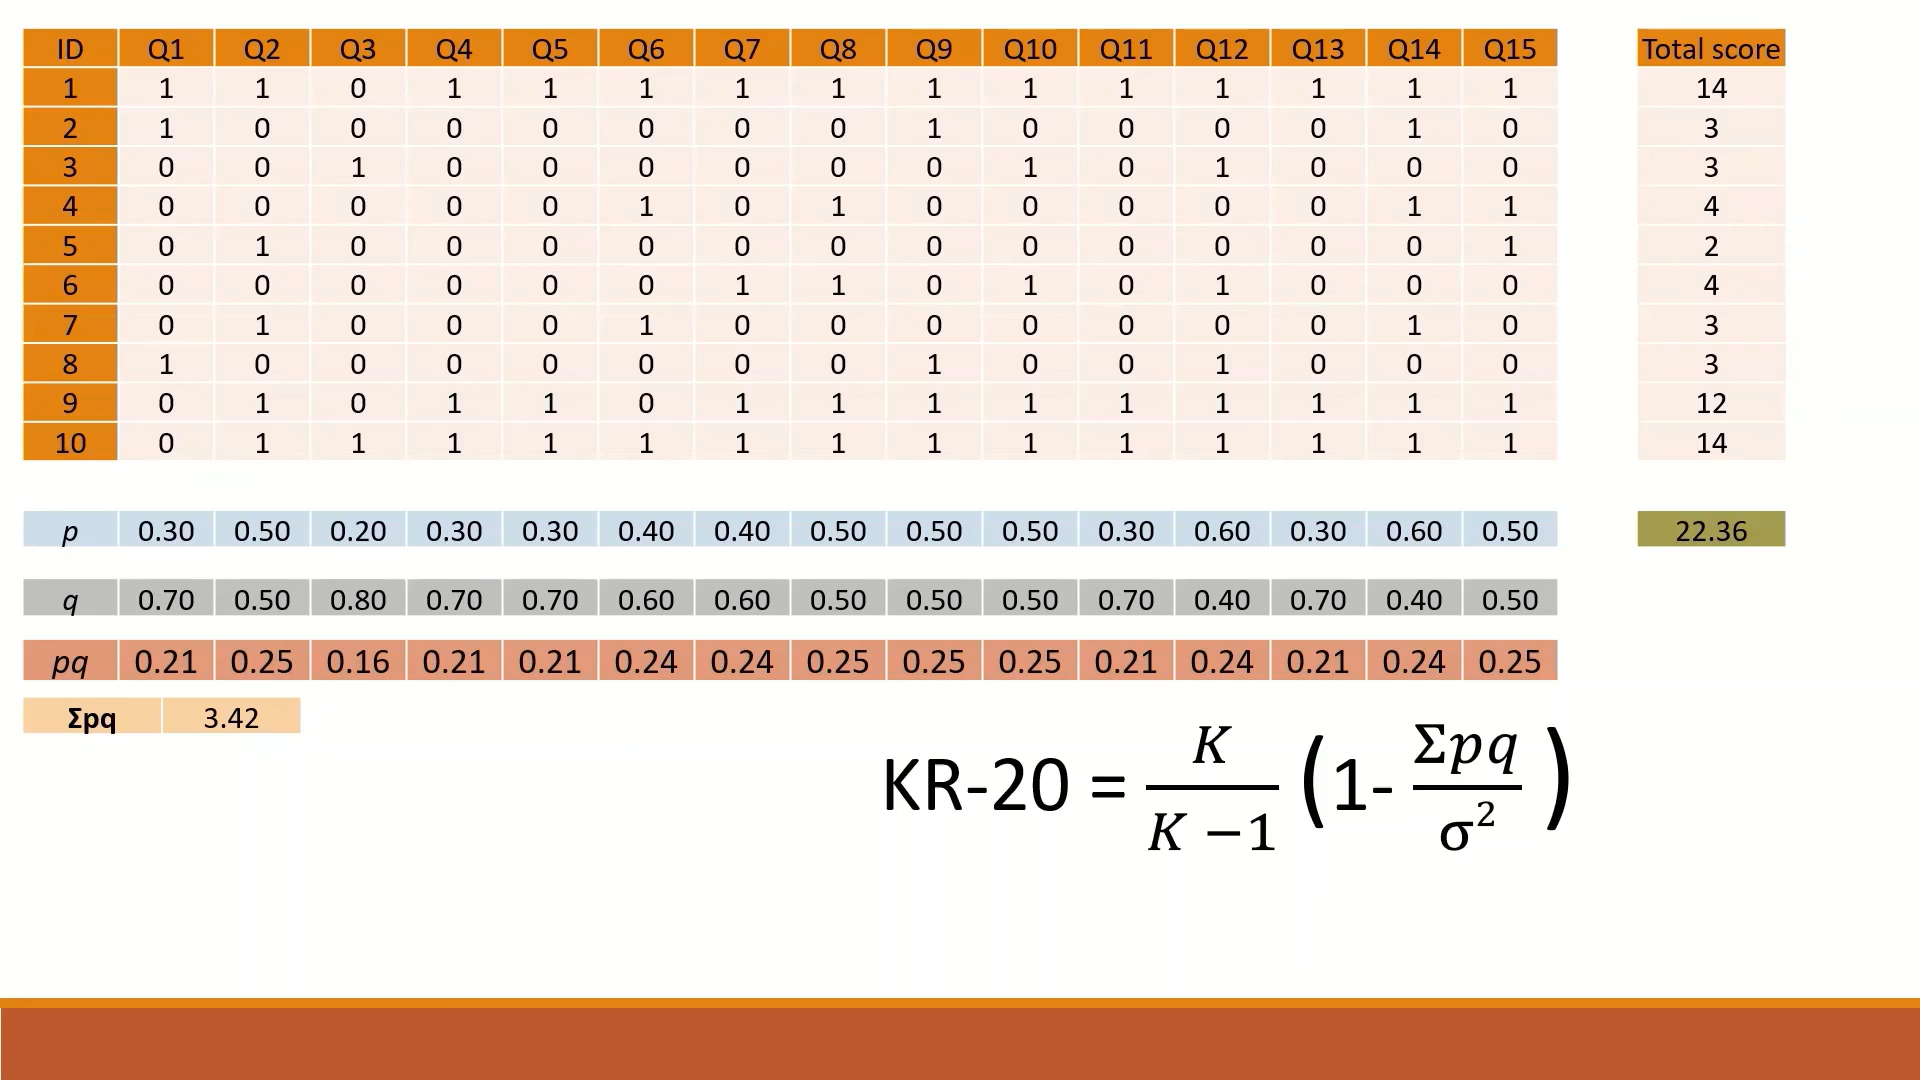 ID Q1 Q2 Q3 Q4 Q5 Q6 Q7 Q8 Q9 Q10 Q11 Q12 Q13 Q14 Q15 Total score
1 1 1 0 1 1 1 1 1 1 1 1 1 1 1 1 14
2 1 0 0 0 0 0 0 0 1 0 0 0 0 1 0 3
3 0 0 1 0 0 0 0 0 0 1 0 1 0 0 0 3
4 0 0 0 0 0 1 0 1 0 0 0 0 0 1 1 4
5 0 1 0 0 0 0 0 0 0 0 0 0 0 0 1 2
6 0 0 0 0 0 0 1 1 0 1 0 1 0 0 0 4
7 0 1 0 0 0 1 0 0 0 0 0 0 0 1 0 3
8 1 0 0 0 0 0 0 0 1 0 0 1 0 0 0 3
9 0 1 0 1 1 0 1 1 1 1 1 1 1 1 1 12
10 0 1 1 1 1 1 1 1 1 1 1 1 1 1 1 14
p 0.30 0.50 0.20 0.30 0.30 0.40 0.40 0.50 0.50 0.50 0.30 0.60 0.30 0.60 0.50 22.36
q 0.70 0.50 0.80 0.70 0.70 0.60 0.60 0.50 0.50 0.50 0.70 0.40 0.70 0.40 0.50
pq 0.21 0.25 0.16 0.21 0.21 0.24 0.24 0.25 0.25 0.25 0.21 0.24 0.21 0.24 0.25
Σpq 3.42
KR-20 = K/(K −1) (1- Σpq/σ²)